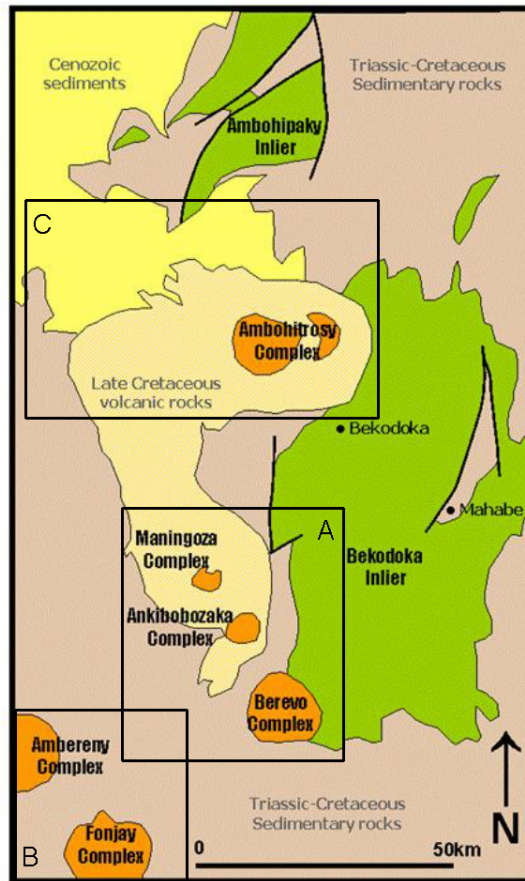 Cenozoic
sediments
Triassic-Cretaceous
Sedimentary rocks
Ambohipaky
Inlier
C
Ambohitrosy
Complex
Late Cretaceous
volcanic rocks
Bekodoka
Mahabe
A
Maningoza
Complex
Bekodoka
Inlier
Ankibobozaka
Complex
Berevo
Complex
Ambereny
Complex
Fonjay
Complex
B
Triassic-Cretaceous
Sedimentary rocks
0 50km
N